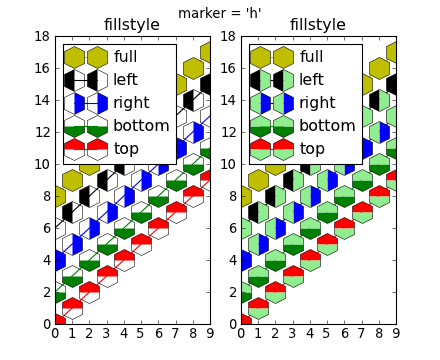 marker = 'h'
fillstyle
18
16
14
12
10
8
6
4
2
0
0 1 2 3 4 5 6 7 8 9
full
left
right
bottom
top
fillstyle
18
16
14
12
10
8
6
4
2
0
0 1 2 3 4 5 6 7 8 9
full
left
right
bottom
top